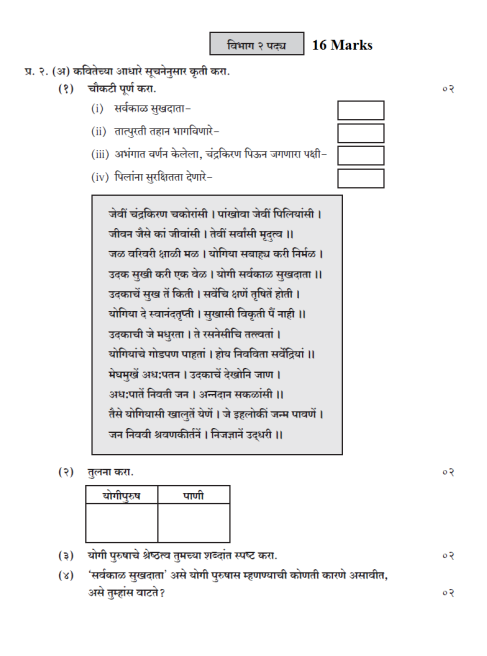 विभाग २ पद्य 16 Marks
प्र. २. (अ) कवितेच्या आधारे सूचनेनुसार कृती करा.
(१) चौकटी पूर्ण करा. ०२
(i) सर्वकाळ सुखदाता–
(ii) तात्पुरती तहान भागविणारे–
(iii) अभंगात वर्णन केलेला, चंद्रकिरण पिऊन जगणारा पक्षी–
(iv) पिलांना सुरक्षितता देणारे–
जेवीं चंद्रकिरण चकोरांसी । पांखोवा जेवीं पिलियांसी ।
जीवन जैसे कां जीवांसी । तेवीं सर्वांसी मृदुत्व ।।
जळ वरिवरी क्षाळी मळ । योगिया सबाह्य करी निर्मळ ।
उदक सुखी करी एक वेळ । योगी सर्वकाळ सुखदाता ।।
उदकाचें सुख तें किती । सवेंचि क्षणें तृषितें होती ।
योगिया दे स्वानंदतृप्ती । सुखासी विकृती पैं नाही ।।
उदकाची जे मधुरता । ते रसनेसीचि तत्त्वतां ।
योगियांचे गोडपण पाहतां । होय निवविता सर्वेंद्रियां ।।
मेघमुखें अध:पतन । उदकाचें देखोनि जाण ।
अध:पातें निवती जन । अन्नदान सकळांसी ।।
तैसे योगियासी खालुतें येणें । जे इहलोकीं जन्म पावणें ।
जन निववी श्रवणकीर्तनें । निजज्ञानें उद्धरी ।।
(२) तुलना करा. ०२
योगीपुरुष पाणी
(३) योगी पुरुषाचे श्रेष्ठत्व तुमच्या शब्दांत स्पष्ट करा. ०२
(४) ‘सर्वकाळ सुखदाता’ असे योगी पुरुषास म्हणण्याची कोणती कारणे असावीत,
असे तुम्हांस वाटते? ०२